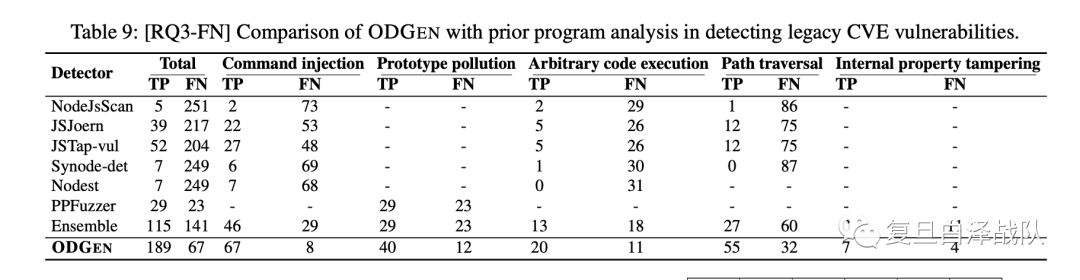 Table 9: [RQ3-FN] Comparison of ODGEN with prior program analysis in detecting legacy CVE vulnerabilities.
Detector Total Command injection Prototype pollution Arbitrary code execution Path traversal Internal property tampering
TP FN TP FN TP FN TP FN TP FN TP FN
NodeJsScan 5 251 2 73 - - 2 29 1 86 - -
JSJoern 39 217 22 53 - - 5 26 12 75 - -
JSTap-vul 52 204 27 48 - - 5 26 12 75 - -
Synode-det 7 249 6 69 - - 1 30 0 87 - -
Nodest 7 249 7 68 - - 0 31 - - - -
PPFuzzer 29 23 - - 29 23 - - - - - -
Ensemble 115 141 46 29 29 23 13 18 27 60
ODGEN 189 67 67 8 40 12 20 11 55 32 7 4
复旦白泽战队